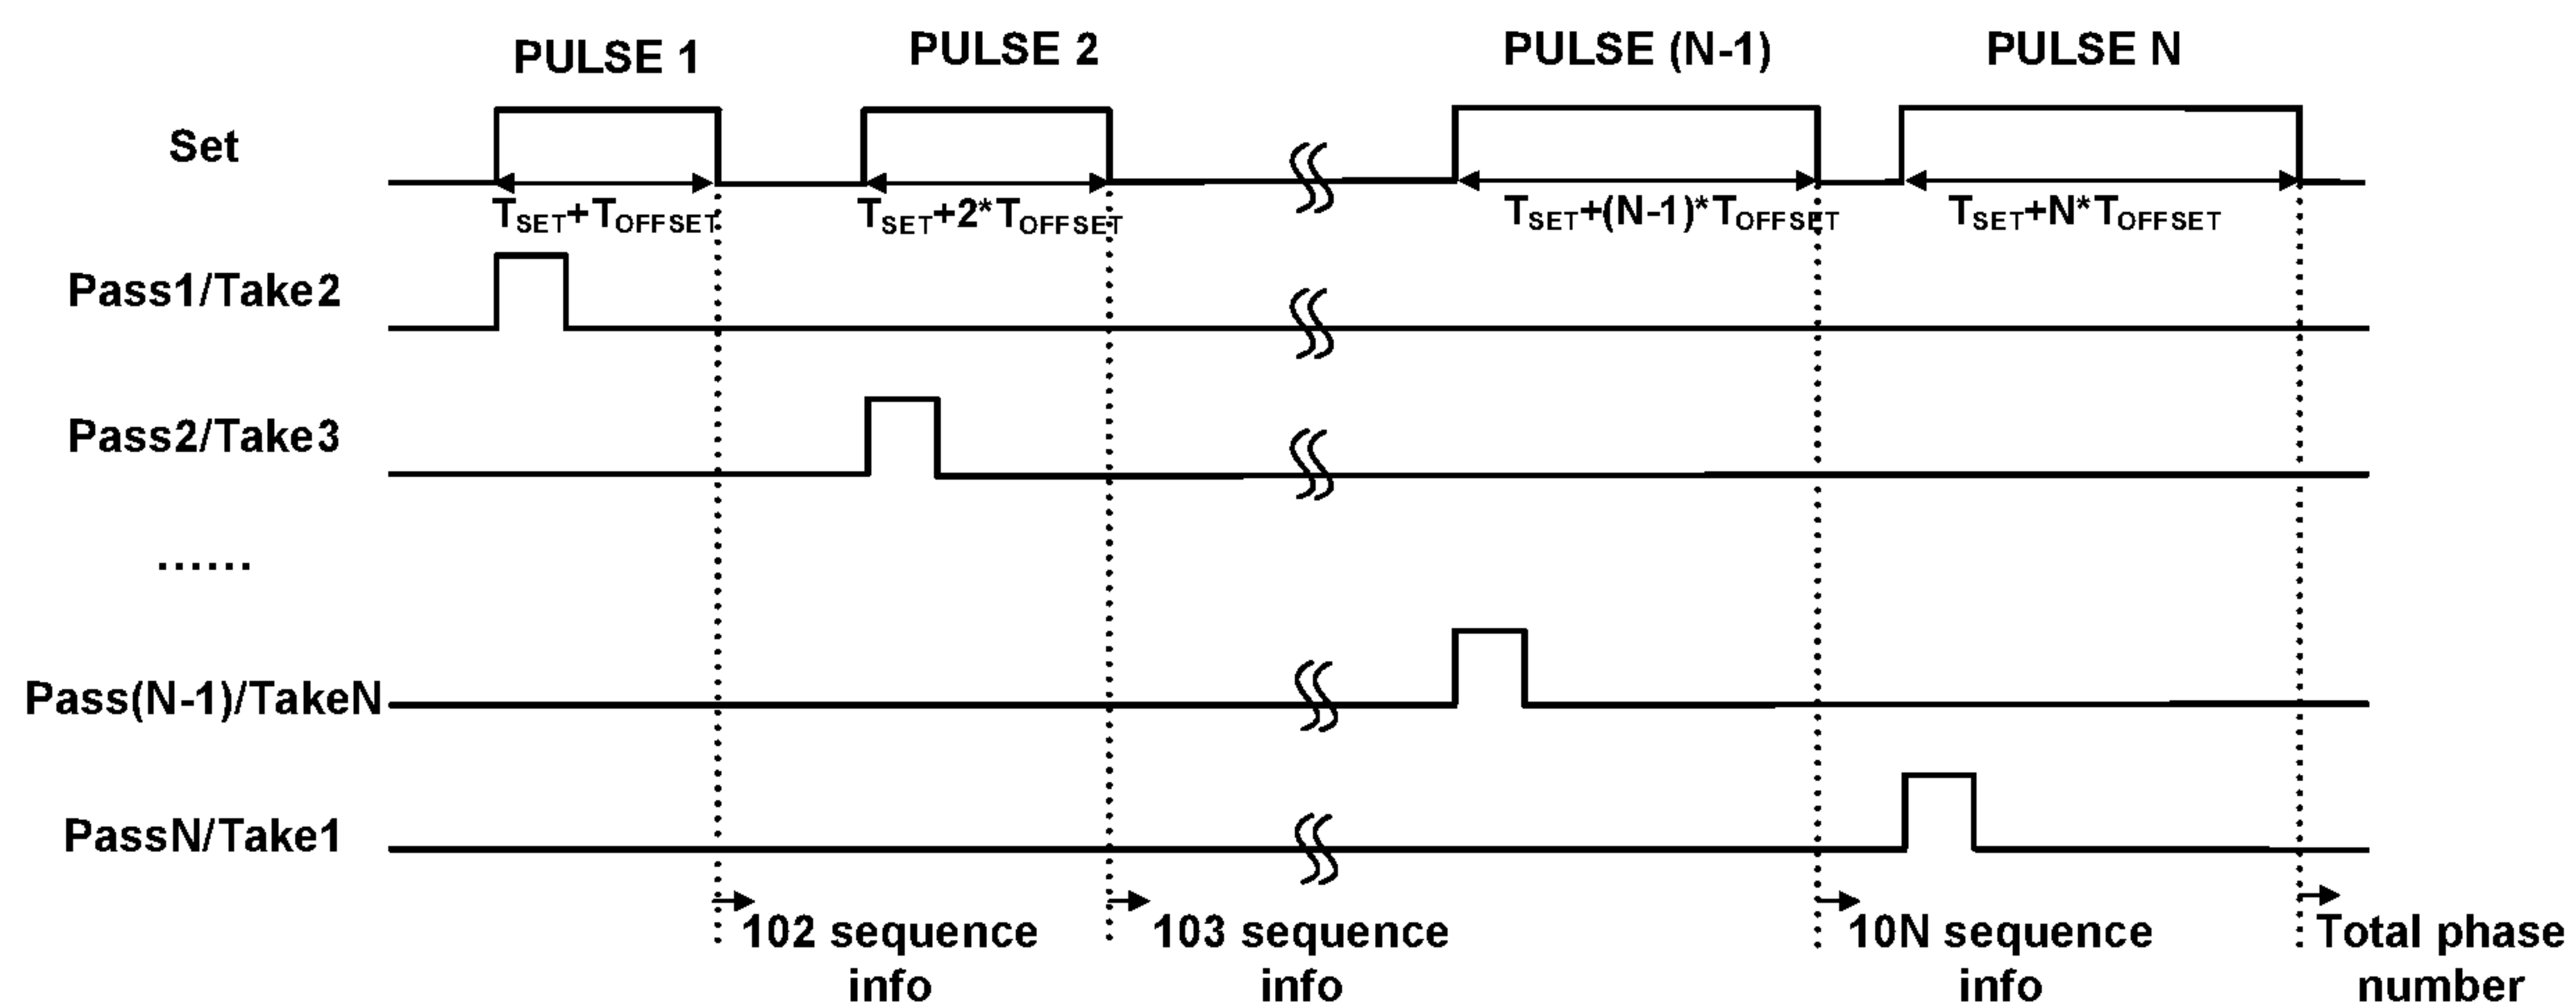 PULSE 1
PULSE 2
PULSE (N-1)
PULSE N
Set
TSET+TOFFSET
TSET+2*TOFFSET
TSET+(N-1)*TOFFSET
TSET+N*TOFFSET
Pass1/Take2
Pass2/Take3
......
Pass(N-1)/TakeN
PassN/Take1
102 sequence
info
103 sequence
info
10N sequence
info
Total phase
number